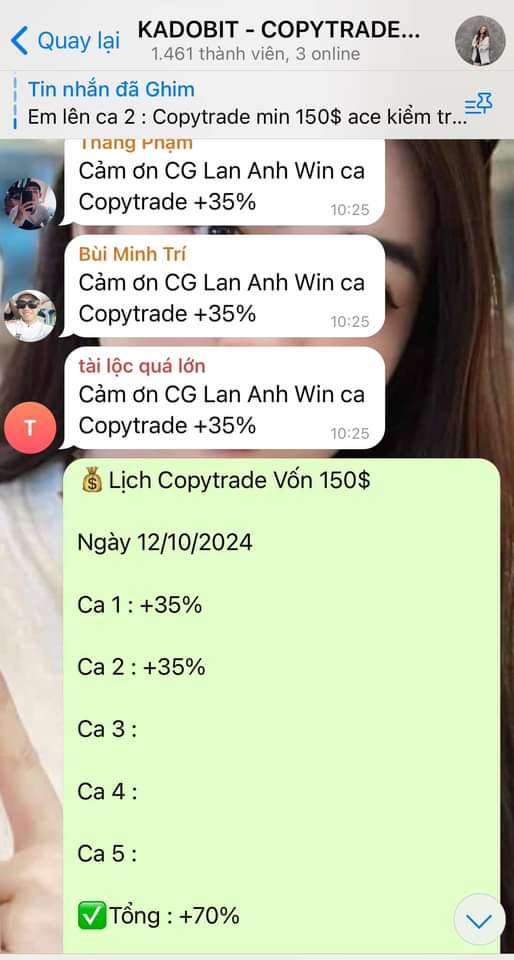 Quay lại
KADOBIT - COPYTRADE...
1.461 thành viên, 3 online
Tin nhắn đã Ghim
Em lên ca 2 : Copytrade min 150$ ace kiểm tr...
Thắng Phạm
Cảm ơn CG Lan Anh Win ca
Copytrade +35%
10:25
Bùi Minh Trí
Cảm ơn CG Lan Anh Win ca
Copytrade +35%
10:25
tài lộc quá lớn
T
Cảm ơn CG Lan Anh Win ca
Copytrade +35%
10:25
💰Lịch Copytrade Vốn 150$
Ngày 12/10/2024
Ca 1 : +35%
Ca 2 : +35%
Ca 3 :
Ca 4 :
Ca 5 :
✅Tổng : +70%